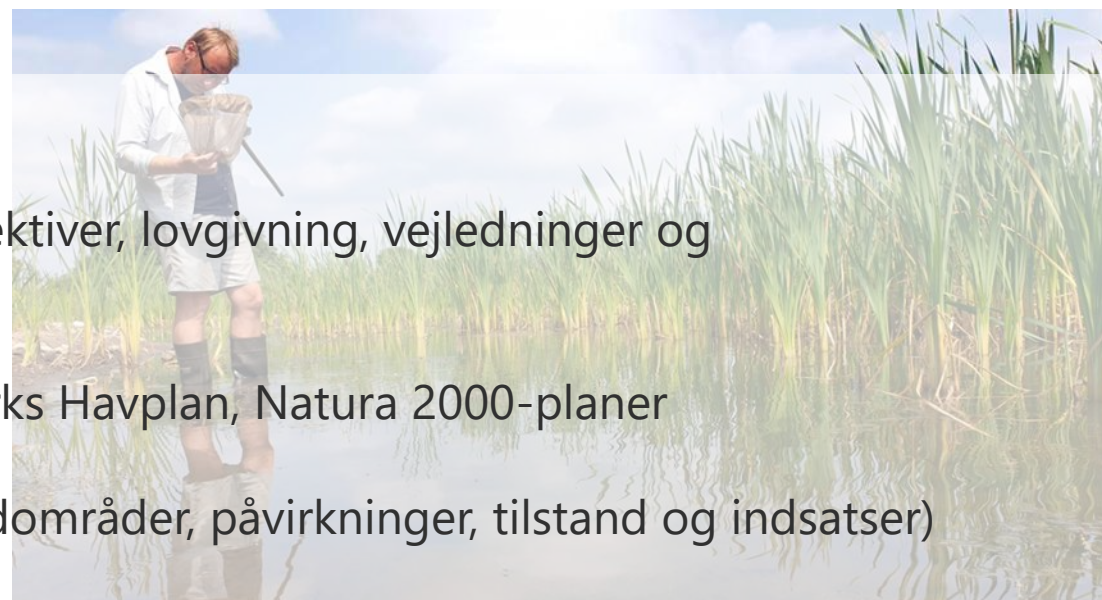 ektiver, lovgivning, vejledninger og
ks Havplan, Natura 2000-planer
dområder, påvirkninger, tilstand og indsatser)